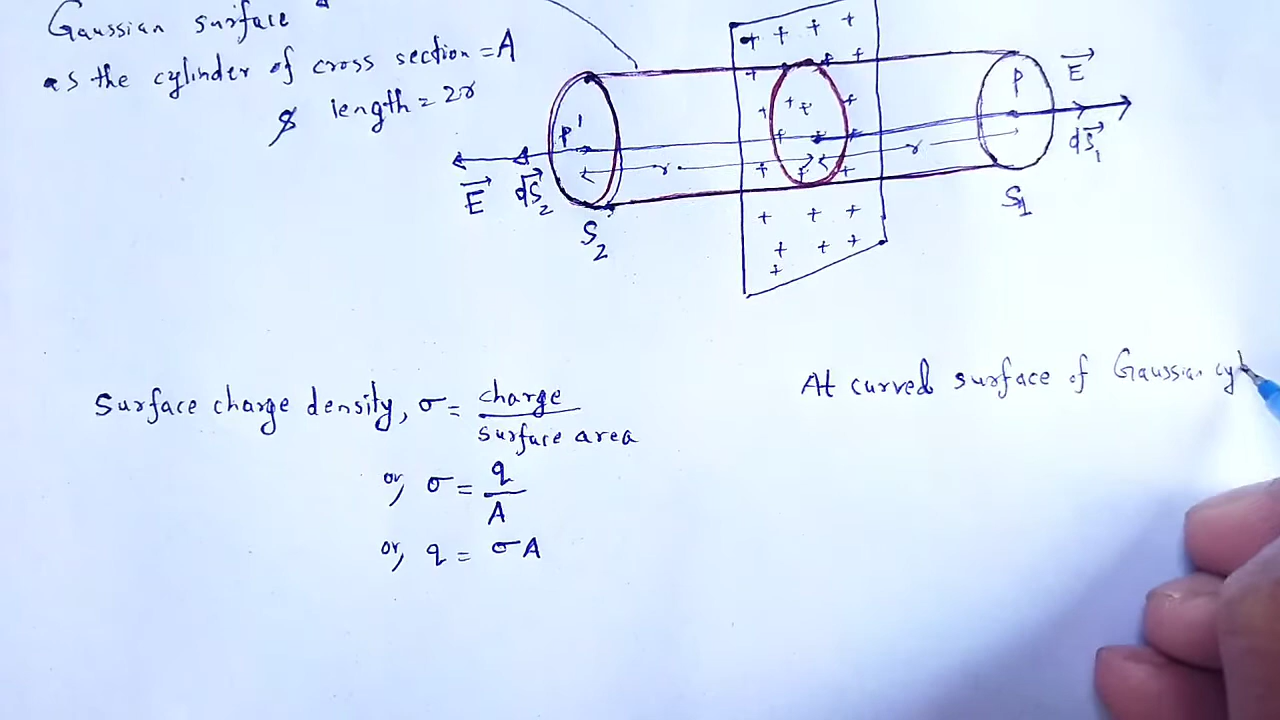 Gaussian surface
as the cylinder of cross section = A
& length = 2r
P'
P
E→
dS₁→
r
r
E→
dS₂→
S₁
S₂
Surface charge density, σ = charge / surface area
or, σ = q / A
or, q = σA
At curved surface of Gaussian cyl